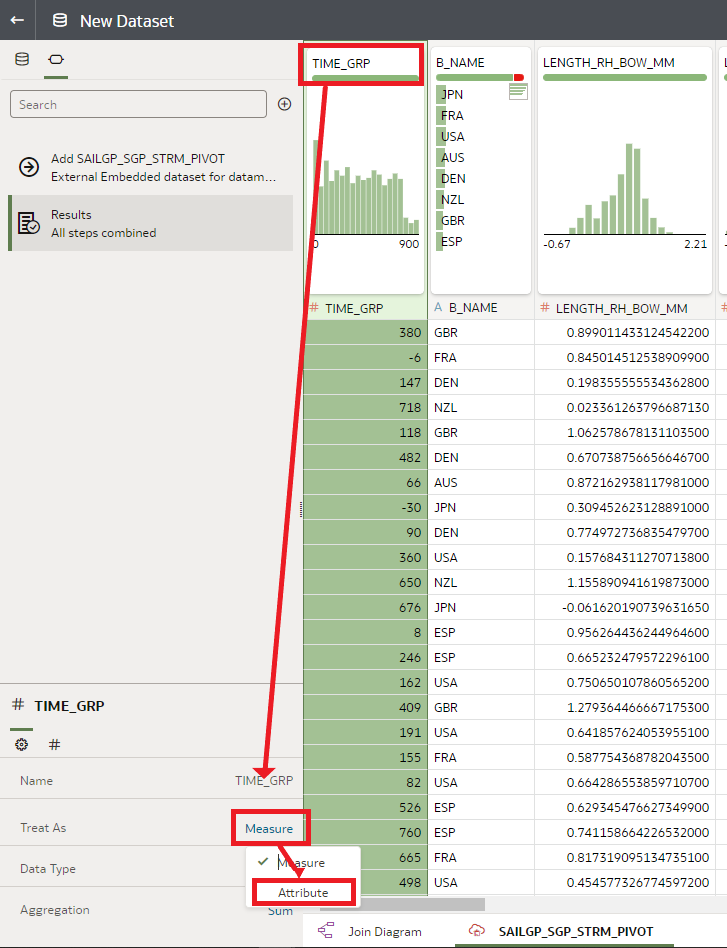 New Dataset
Search
Add SAILGP_SGP_STRM_PIVOT
External Embedded dataset for datam...
Results
All steps combined
TIME_GRP
0 900
B_NAME
JPN
FRA
USA
AUS
DEN
NZL
GBR
ESP
LENGTH_RH_BOW_MM
-0.67 2.21
# TIME_GRP A B_NAME # LENGTH_RH_BOW_MM #
380 GBR 0.899011433124542200
-6 FRA 0.845014512538909900
147 DEN 0.198355555534362800
718 NZL 0.023361263796687130
118 GBR 1.062578678131103500
482 DEN 0.670738756656646700
66 AUS 0.872162938117981000
-30 JPN 0.309452623128891000
90 DEN 0.774972736835479700
360 USA 0.157684311270713800
650 NZL 1.155890941619873000
676 JPN -0.061620190739631650
8 ESP 0.956264436244964600
246 ESP 0.665232479572296100
162 USA 0.750650107860565200
409 GBR 1.279364466667175300
191 USA 0.641857624053955100
155 FRA 0.587754368782043500
82 USA 0.664286553859710700
526 ESP 0.629345427627349900
760 ESP 0.741158664226532000
665 FRA 0.817319095134735100
498 USA 0.454577326774597200
# TIME_GRP
#
Name TIME_GRP
Treat As Measure
Measure
Data Type
Attribute
Aggregation Sum
Join Diagram SAILGP_SGP_STRM_PIVOT